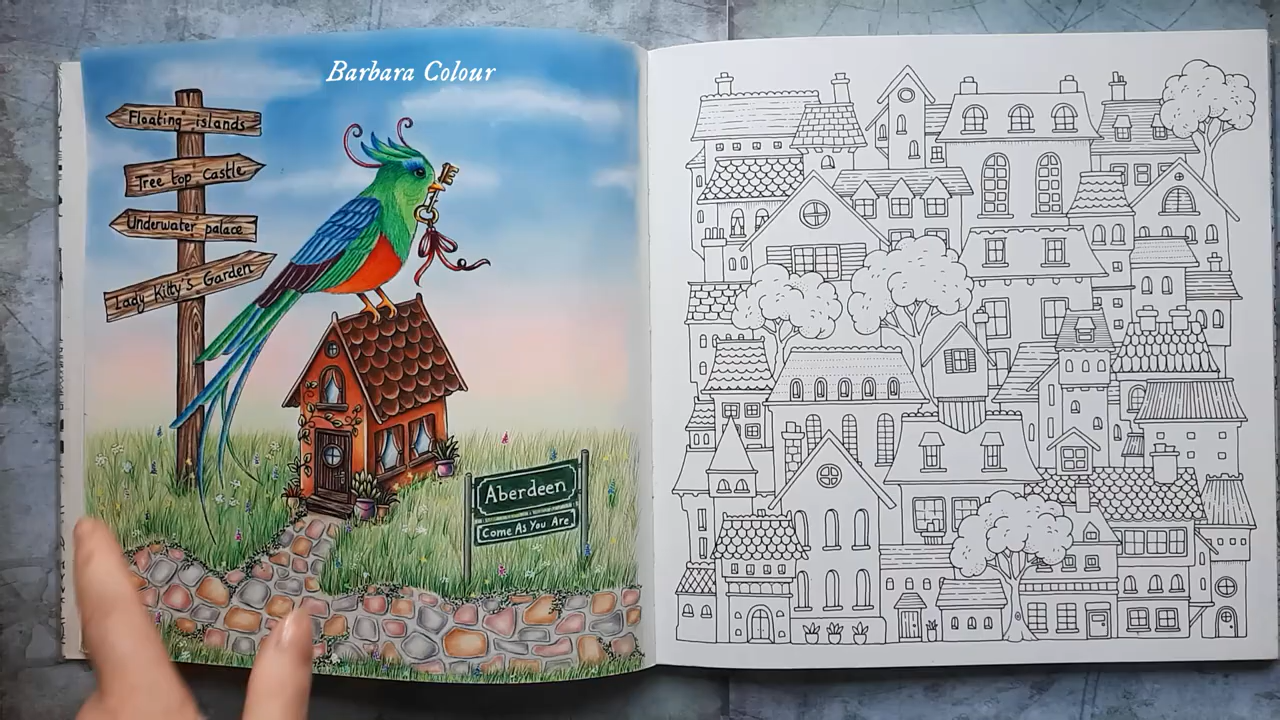 Barbara Colour
Floating islands
Tree top Castle
Underwater palace
Lady Kitty's Garden
Aberdeen
Come As You Are